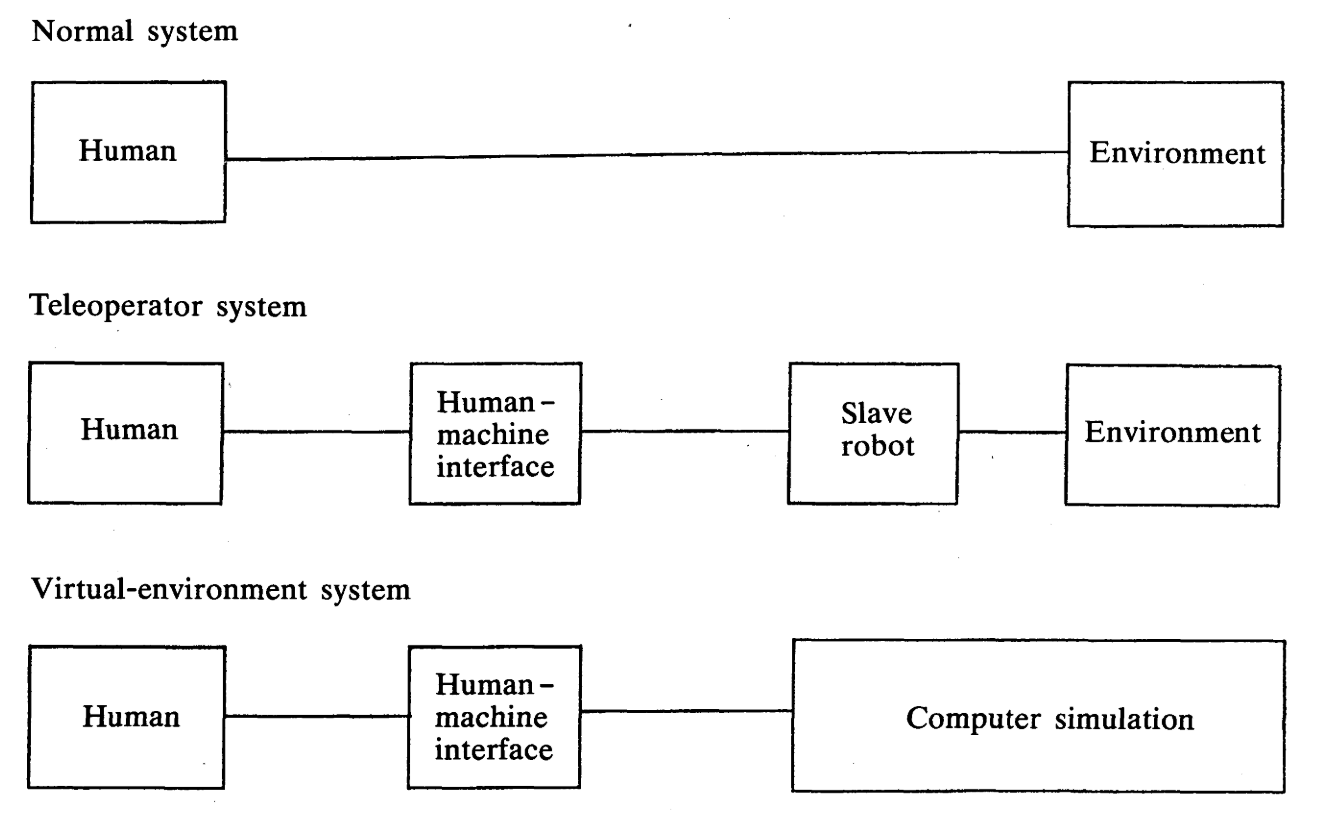 Normal system
Human
Environment
Teleoperator system
Human
Human–
machine
interface
Slave
robot
Environment
Virtual-environment system
Human
Human–
machine
interface
Computer simulation